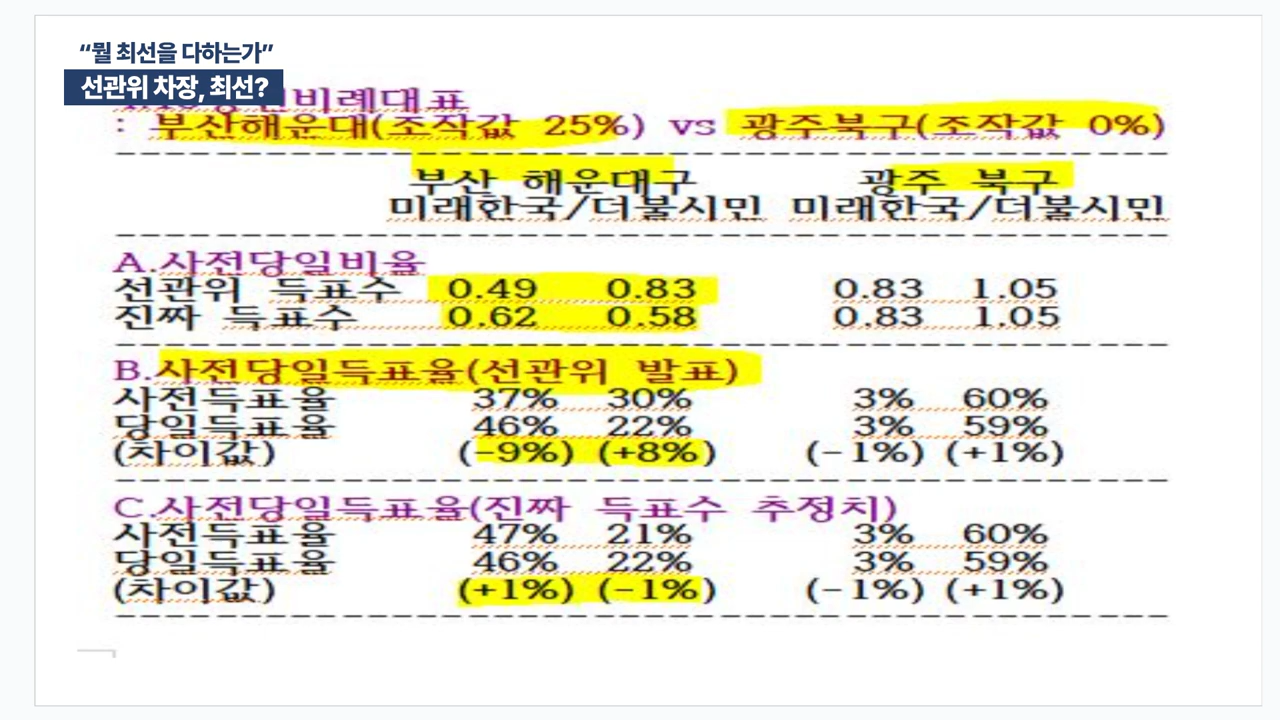 “뭘 최선을 다하는가”
선관위 차장, 최선?
비례대표
: 부산해운대(조작값 25%) vs 광주북구(조작값 0%)
부산 해운대구 광주 북구
미래한국/더불시민 미래한국/더불시민
A.사전당일비율
선관위 득표수 0.49 0.83 0.83 1.05
진짜 득표수 0.62 0.58 0.83 1.05
B.사전당일득표율(선관위 발표)
사전득표율 37% 30% 3% 60%
당일득표율 46% 22% 3% 59%
(차이값) (-9%) (+8%) (-1%) (+1%)
C.사전당일득표율(진짜 득표수 추정치)
사전득표율 47% 21% 3% 60%
당일득표율 46% 22% 3% 59%
(차이값) (+1%) (-1%) (-1%) (+1%)